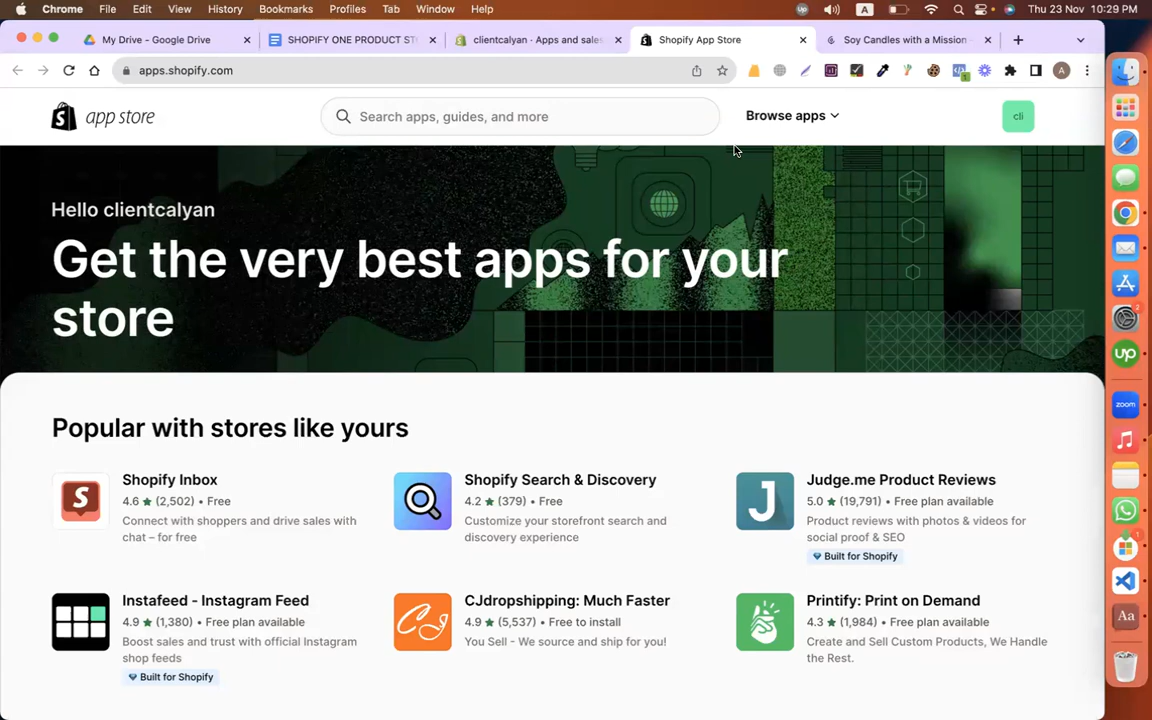 Chrome File Edit View History Bookmarks Profiles Tab Window Help A Thu 23 Nov 10:29 PM
My Drive - Google Drive SHOPIFY ONE PRODUCT ST clientcalyan · Apps and sales Shopify App Store Soy Candles with a Mission
apps.shopify.com A
app store Search apps, guides, and more Browse apps cli
Hello clientcalyan
Get the very best apps for your
store
Popular with stores like yours
Shopify Inbox
4.6 ★ (2,502) • Free
Connect with shoppers and drive sales with
chat – for free
Shopify Search & Discovery
4.2 ★ (379) • Free
Customize your storefront search and
discovery experience
Judge.me Product Reviews
5.0 ★ (19,791) • Free plan available
Product reviews with photos & videos for
social proof & SEO
Built for Shopify
Instafeed - Instagram Feed
4.9 ★ (1,380) • Free plan available
Boost sales and trust with official Instagram
shop feeds
Built for Shopify
CJdropshipping: Much Faster
4.9 ★ (5,537) • Free to install
You Sell - We source and ship for you!
Printify: Print on Demand
4.3 ★ (1,984) • Free plan available
Create and Sell Custom Products, We Handle
the Rest.
up
zoom
Aa